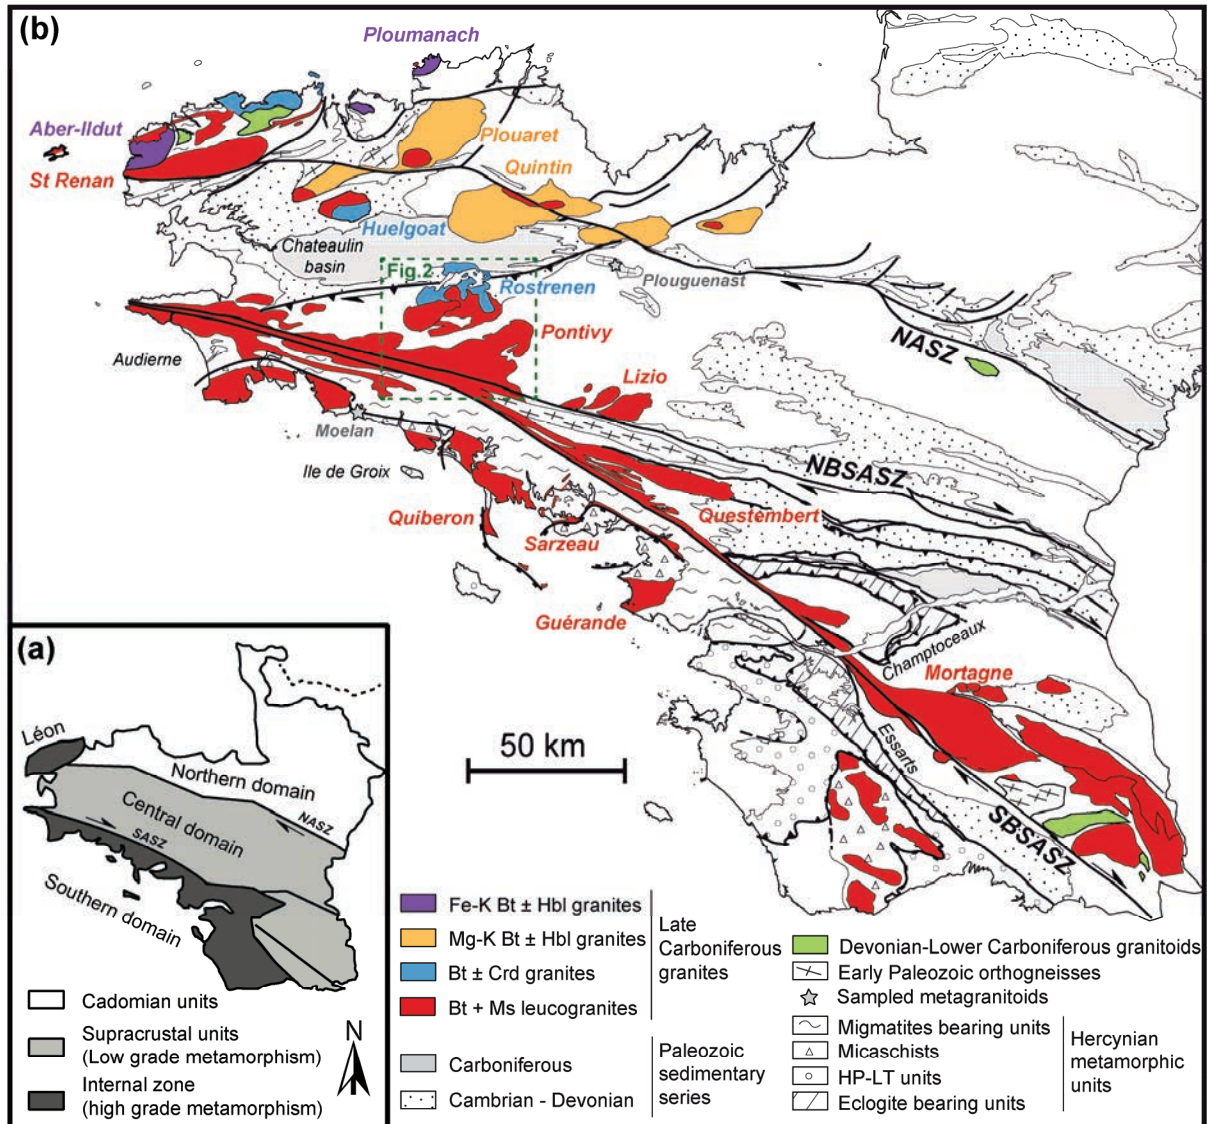 (b)
Ploumanach
Aber-Ildut
St Renan
Plouaret
Quintin
Huelgoat
Chateaulin
basin
Fig.2
Rostrenen
Plouguenast
Pontivy
Audierne
NASZ
Lizio
Moelan
Ile de Groix
NBSASZ
Quiberon
Questembert
Sarzeau
Guérande
Champtoceaux
Mortagne
Essarts
SBSASZ
50 km
(a)
Léon
Northern domain
Central domain
NASZ
SASZ
Southern domain
N
Cadomian units
Supracrustal units
(Low grade metamorphism)
Internal zone
(high grade metamorphism)
Fe-K Bt ± Hbl granites
Mg-K Bt ± Hbl granites
Bt ± Crd granites
Bt + Ms leucogranites
Late
Carboniferous
granites
Carboniferous
Cambrian - Devonian
Paleozoic
sedimentary
series
Devonian-Lower Carboniferous granitoids
Early Paleozoic orthogneisses
Sampled metagranitoids
Migmatites bearing units
Micaschists
HP-LT units
Eclogite bearing units
Hercynian
metamorphic
units